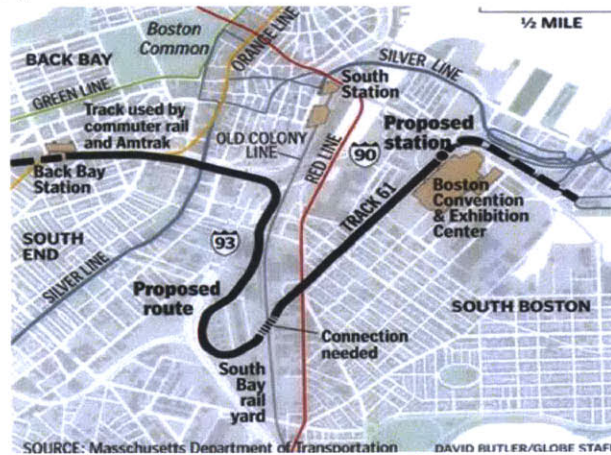 ½ MILE
BACK BAY
Boston
Common
ORANGE LINE
GREEN LINE
SILVER LINE
South
Station
Track used by
commuter rail
and Amtrak
OLD COLONY
LINE
RED LINE
90
Proposed
station
Back Bay
Station
TRACK 61
Boston
Convention
& Exhibition
Center
SOUTH
END
93
SILVER LINE
Proposed
route
SOUTH BOSTON
Connection
needed
South
Bay
rail
yard
SOURCE: Masschusetts Department of Transportation
DAVID BUTLER/GLOBE